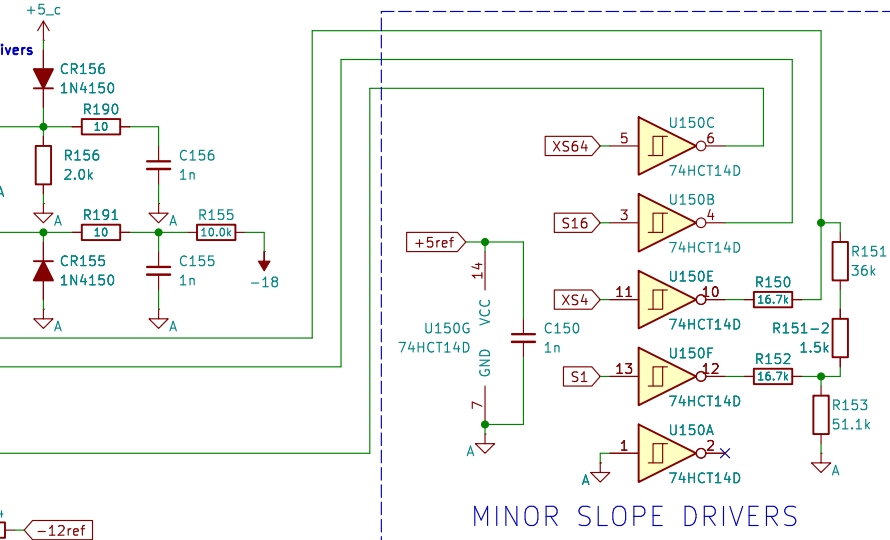 +5_c
ivers
CR156
1N4150
R190
10
R156
2.0k
C156
1n
A
A
A
R191
10
R155
10.0k
CR155
1N4150
C155
1n
-18
A
A
XS64
5
U150C
6
74HCT14D
S16
3
U150B
4
74HCT14D
+5ref
14
VCC
U150G
74HCT14D
GND
7
C150
1n
A
XS4
11
U150E
10
74HCT14D
R150
16.7k
R151
36k
R151-2
1.5k
S1
13
U150F
12
74HCT14D
R152
16.7k
R153
51.1k
A
1
U150A
2
74HCT14D
A
MINOR SLOPE DRIVERS
-12ref